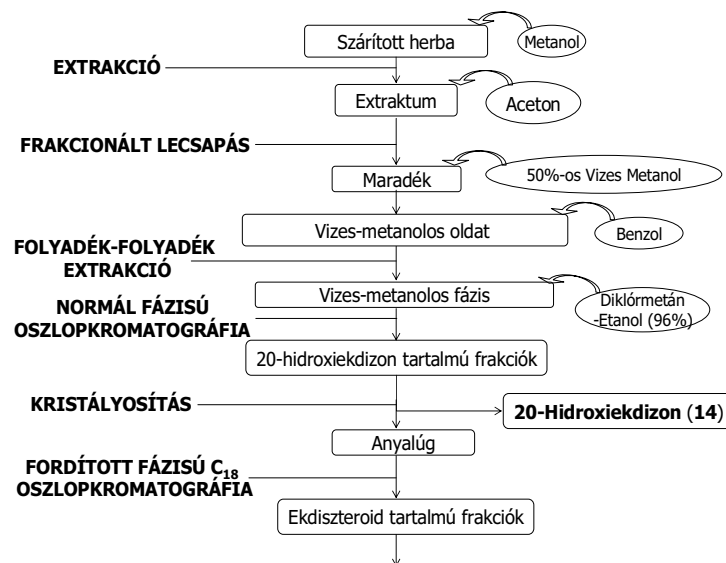 Szárított herba
Metanol
EXTRAKCIÓ
Extraktum
Aceton
FRAKCIONÁLT LECSAPÁS
Maradék
50%-os Vizes Metanol
Vizes-metanolos oldat
Benzol
FOLYADÉK-FOLYADÉK
EXTRAKCIÓ
Vizes-metanolos fázis
Diklórmetán
-Etanol (96%)
NORMÁL FÁZISÚ
OSZLOPKROMATOGRÁFIA
20-hidroxiekdizon tartalmú frakciók
KRISTÁLYOSÍTÁS
20-Hidroxiekdizon (14)
Anyalúg
FORDÍTOTT FÁZISÚ C₁₈
OSZLOPKROMATOGRÁFIA
Ekdiszteroid tartalmú frakciók